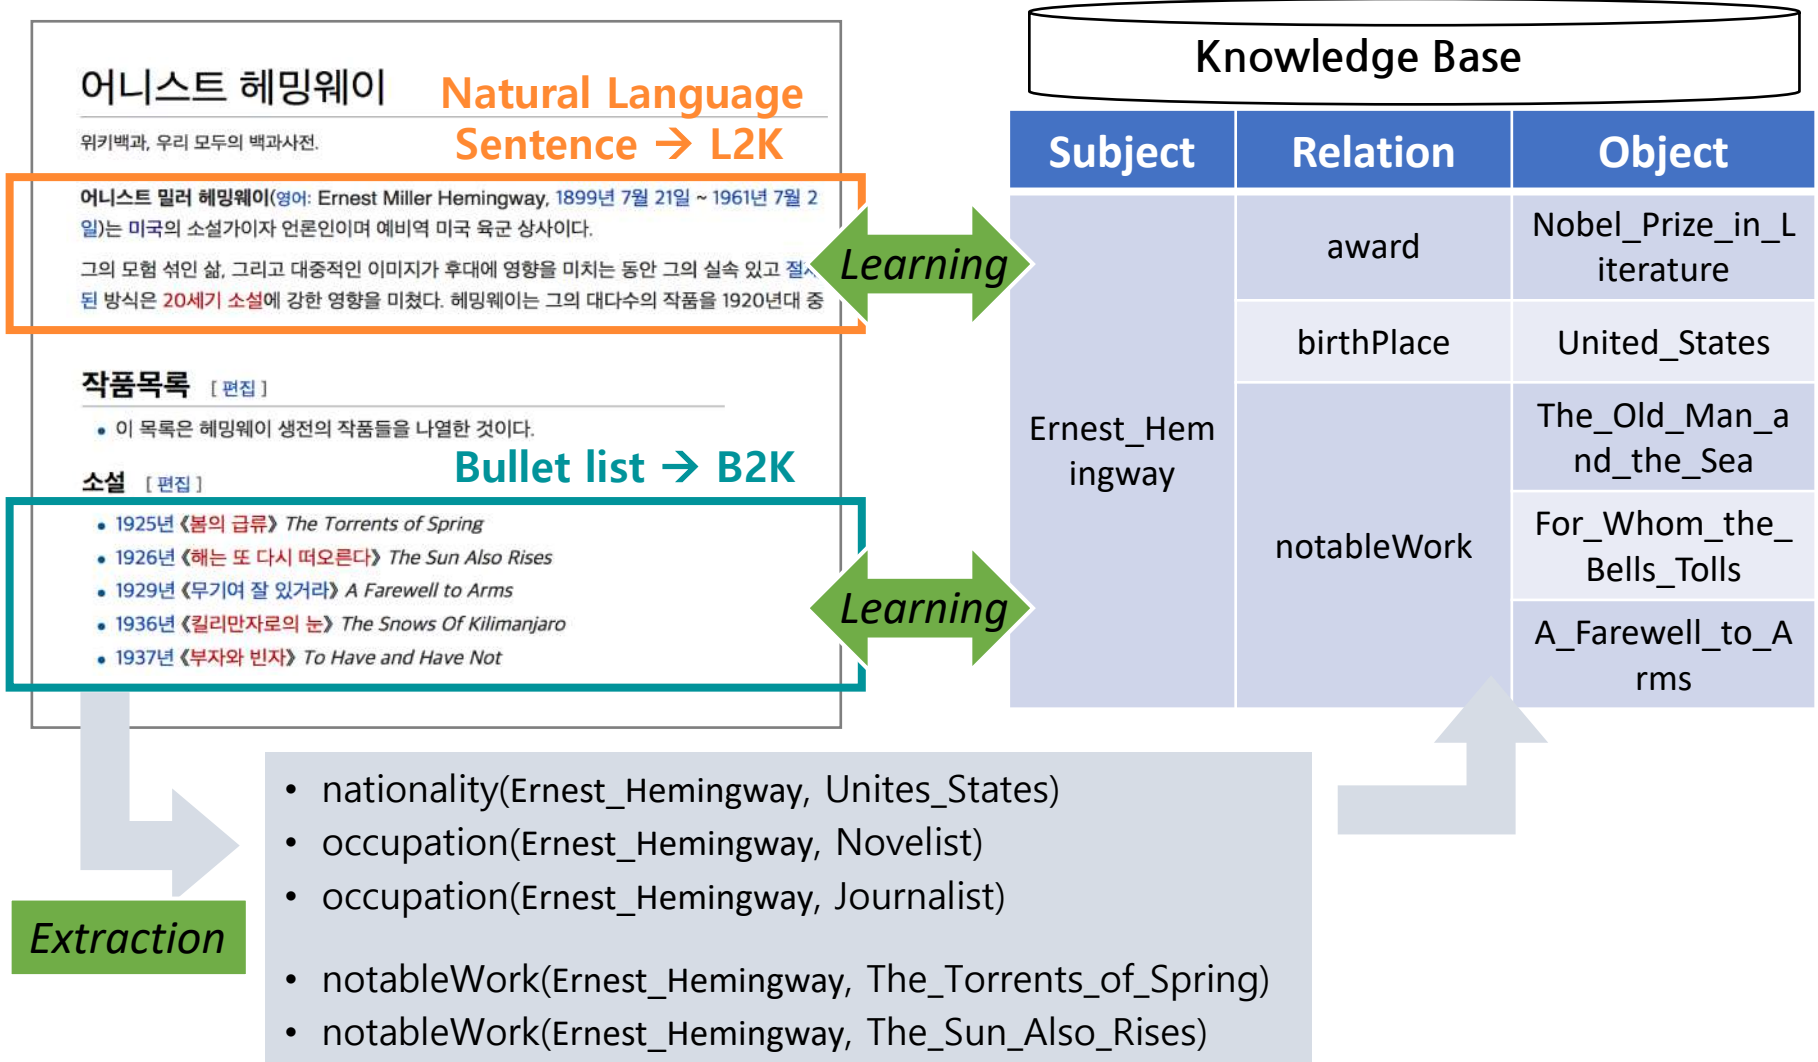 어니스트 헤밍웨이
Natural Language
Sentence → L2K
위키백과, 우리 모두의 백과사전.
어니스트 밀러 헤밍웨이(영어: Ernest Miller Hemingway, 1899년 7월 21일 ~ 1961년 7월 2
일)는 미국의 소설가이자 언론인이며 예비역 미국 육군 상사이다.
그의 모험 섞인 삶, 그리고 대중적인 이미지가 후대에 영향을 미치는 동안 그의 실속 있고
된 방식은 20세기 소설에 강한 영향을 미쳤다. 헤밍웨이는 그의 대다수의 작품을 1920년대 중
작품목록 [편집]
• 이 목록은 헤밍웨이 생전의 작품들을 나열한 것이다.
Bullet list → B2K
소설 [편집]
• 1925년 《봄의 급류》 The Torrents of Spring
• 1926년 《해는 또 다시 떠오른다》 The Sun Also Rises
• 1929년 《무기여 잘 있거라》 A Farewell to Arms
• 1936년 《킬리만자로의 눈》 The Snows Of Kilimanjaro
• 1937년 《부자와 빈자》 To Have and Have Not
Learning
Learning
Knowledge Base
Subject Relation Object
Ernest_Hem
ingway
award
Nobel_Prize_in_L
iterature
birthPlace
United_States
notableWork
The_Old_Man_a
nd_the_Sea
For_Whom_the_
Bells_Tolls
A_Farewell_to_A
rms
Extraction
• nationality(Ernest_Hemingway, Unites_States)
• occupation(Ernest_Hemingway, Novelist)
• occupation(Ernest_Hemingway, Journalist)
• notableWork(Ernest_Hemingway, The_Torrents_of_Spring)
• notableWork(Ernest_Hemingway, The_Sun_Also_Rises)